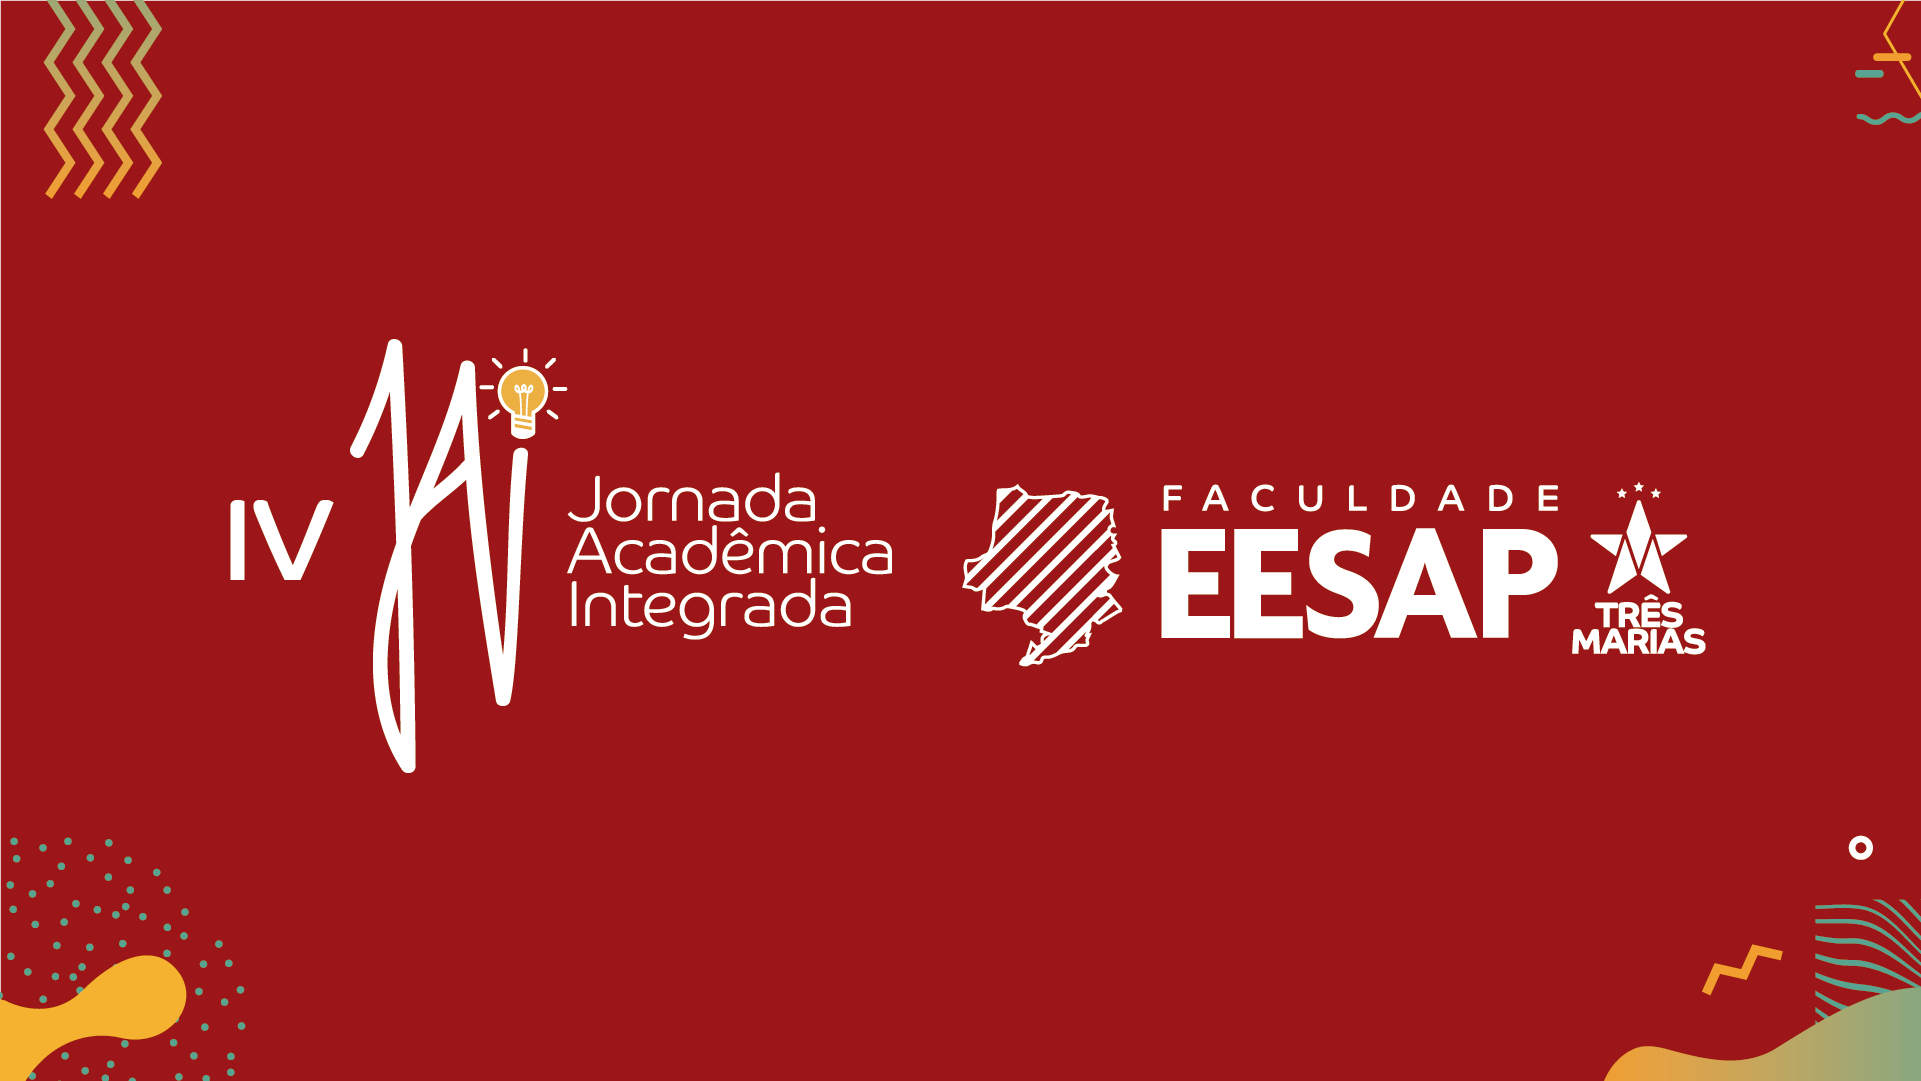 IV JAi
Jornada
Acadêmica
Integrada
FACULDADE
EESAP
TRÊS
MARIAS